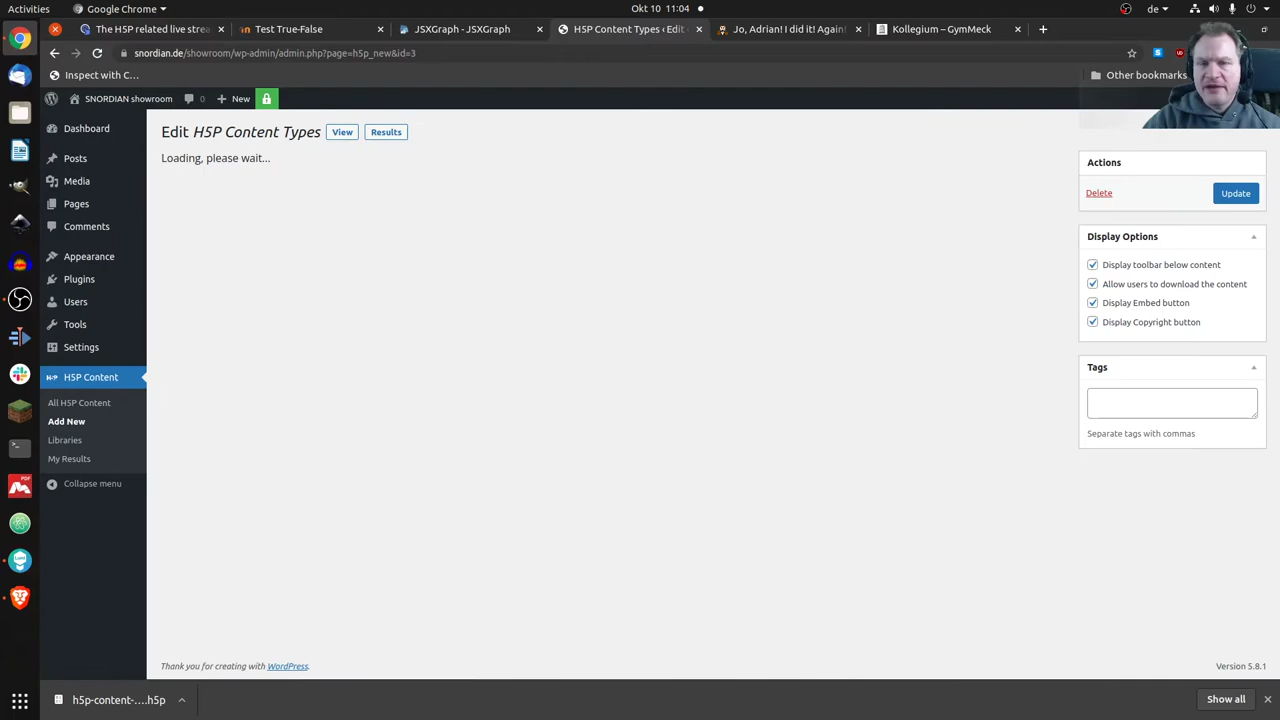 Activities
Google Chrome
Okt 10 11:04
de
The H5P related live strea
Test True-False
JSXGraph - JSXGraph
H5P Content Types ‹ Edit
Jo, Adrian! I did it! Again!
Kollegium – GymMeck
snordian.de/showroom/wp-admin/admin.php?page=h5p_new&id=3
Inspect with C...
Other bookmarks
SNORDIAN showroom
0
New
Dashboard
Posts
Media
Pages
Comments
Appearance
Plugins
Users
Tools
Settings
H5P Content
All H5P Content
Add New
Libraries
My Results
Collapse menu
Edit H5P Content Types
View
Results
Loading, please wait...
Actions
Delete
Update
Display Options
Display toolbar below content
Allow users to download the content
Display Embed button
Display Copyright button
Tags
Separate tags with commas
Thank you for creating with WordPress.
Version 5.8.1
h5p-content-....h5p
Show all